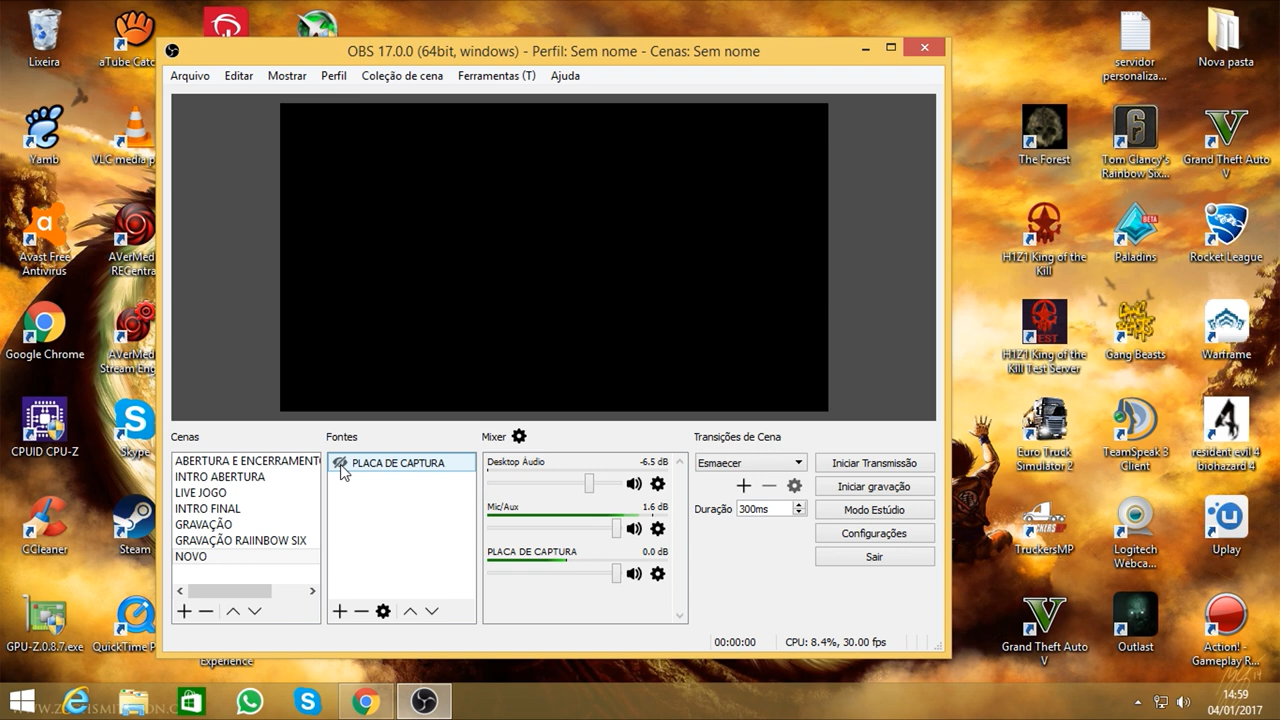 OBS 17.0.0 (64bit, windows) - Perfil: Sem nome - Cenas: Sem nome
Arquivo Editar Mostrar Perfil Coleção de cena Ferramentas (T) Ajuda
Cenas
ABERTURA E ENCERRAMENTO
INTRO ABERTURA
LIVE JOGO
INTRO FINAL
GRAVAÇÃO
GRAVAÇÃO RAIINBOW SIX
NOVO
Fontes
PLACA DE CAPTURA
Mixer
Desktop Áudio -6.5 dB
Mic/Aux 1.6 dB
PLACA DE CAPTURA 0.0 dB
Transições de Cena
Esmaecer
Duração 300ms
Iniciar Transmissão
Iniciar gravação
Modo Estúdio
Configurações
Sair
00:00:00 CPU: 8.4%, 30.00 fps
Lixeira
aTube Catc
Yamb
VLC media p
Avast Free
Antivirus
AVerMed
RECentra
Google Chrome
AVerMed
Stream Eng
CPUID CPU-Z
Skype
CCleaner
Steam
GPU-Z.0.8.7.exe
QuickTime P
Experience
servidor
personaliza...
Nova pasta
The Forest
Tom Clancy's
Rainbow Six...
Grand Theft Auto
V
H1Z1 King of the
Kill
BETA
Paladins
Rocket League
TEST
H1Z1 King of the
Kill Test Server
Gang Beasts
Warframe
Euro Truck
Simulator 2
TeamSpeak 3
Client
4
resident evil 4
biohazard 4
TruckersMP
Logitech
Webca...
Uplay
Grand Theft Auto
V
Outlast
Action! -
Gameplay R...
14:59
04/01/2017